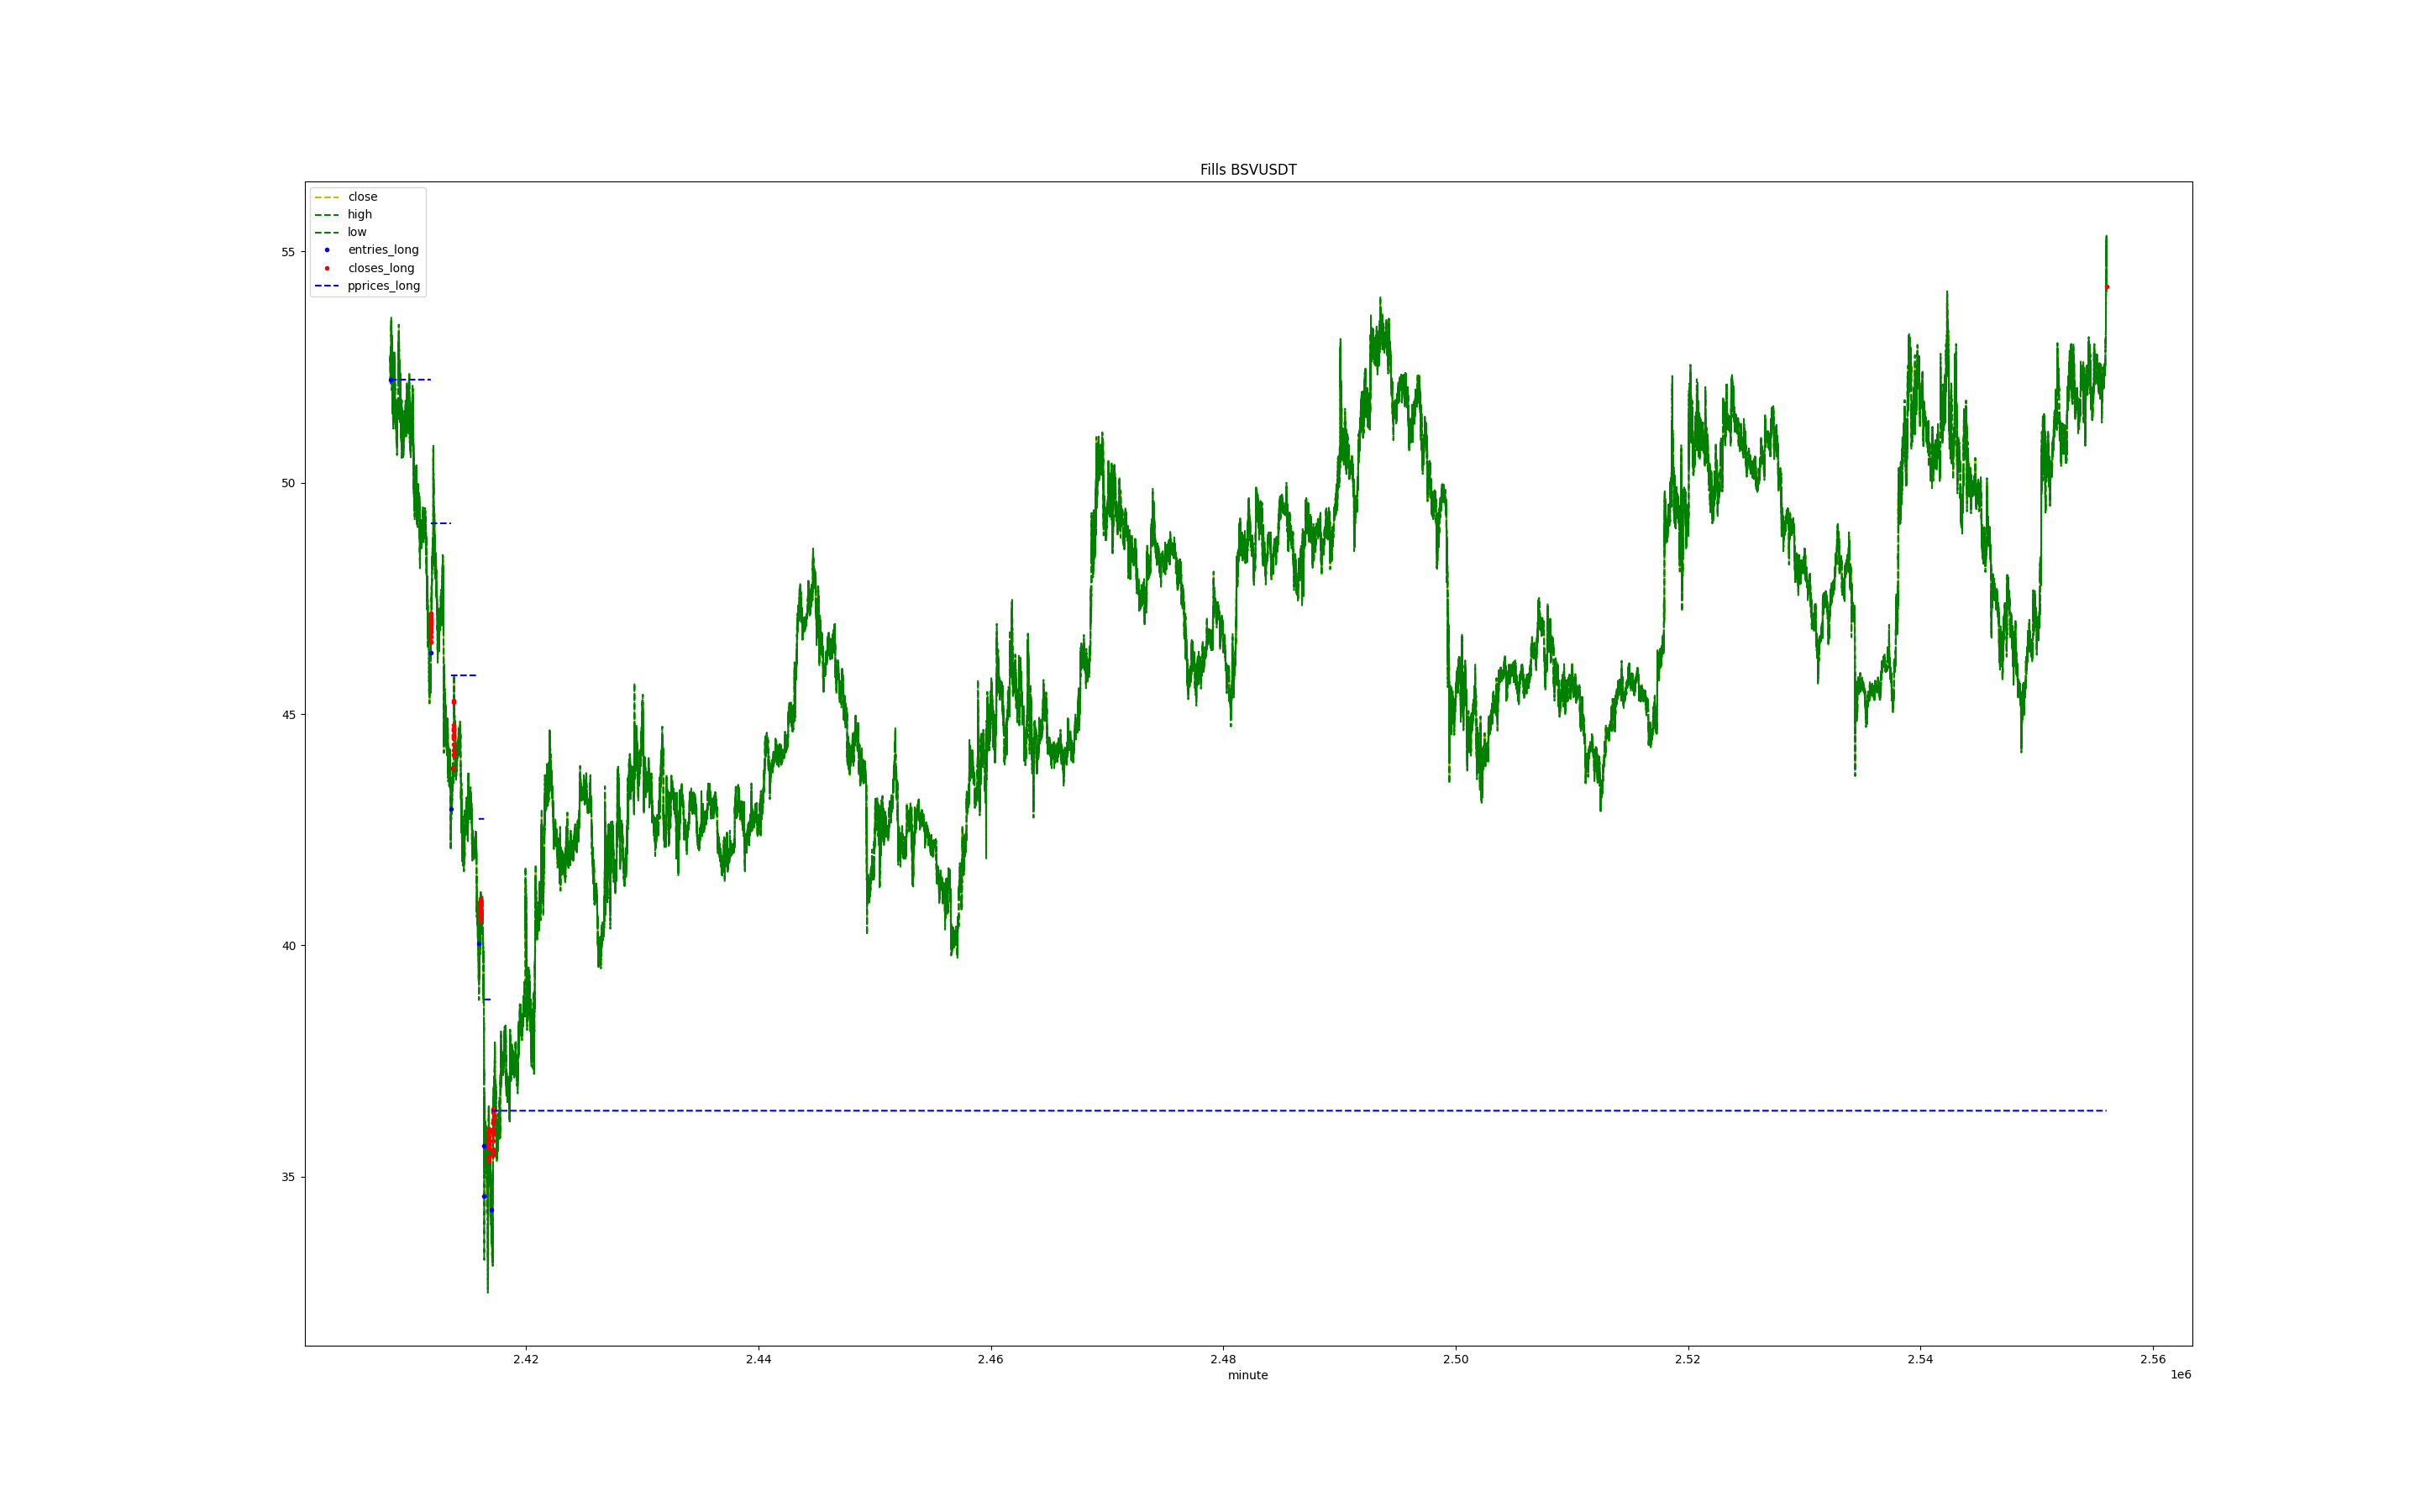 Fills BSVUSDT
close
high
low
entries_long
closes_long
pprices_long
55
50
45
40
35
2.42 2.44 2.46 2.48 2.50 2.52 2.54 2.56
minute
1e6